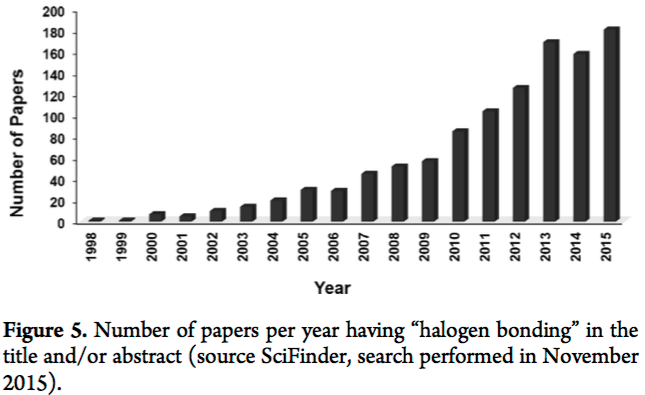 200
180
160
140
120
100
80
60
40
20
0
Number of Papers
1998 1999 2000 2001 2002 2003 2004 2005 2006 2007 2008 2009 2010 2011 2012 2013 2014 2015
Year
Figure 5. Number of papers per year having “halogen bonding” in the
title and/or abstract (source SciFinder, search performed in November
2015).